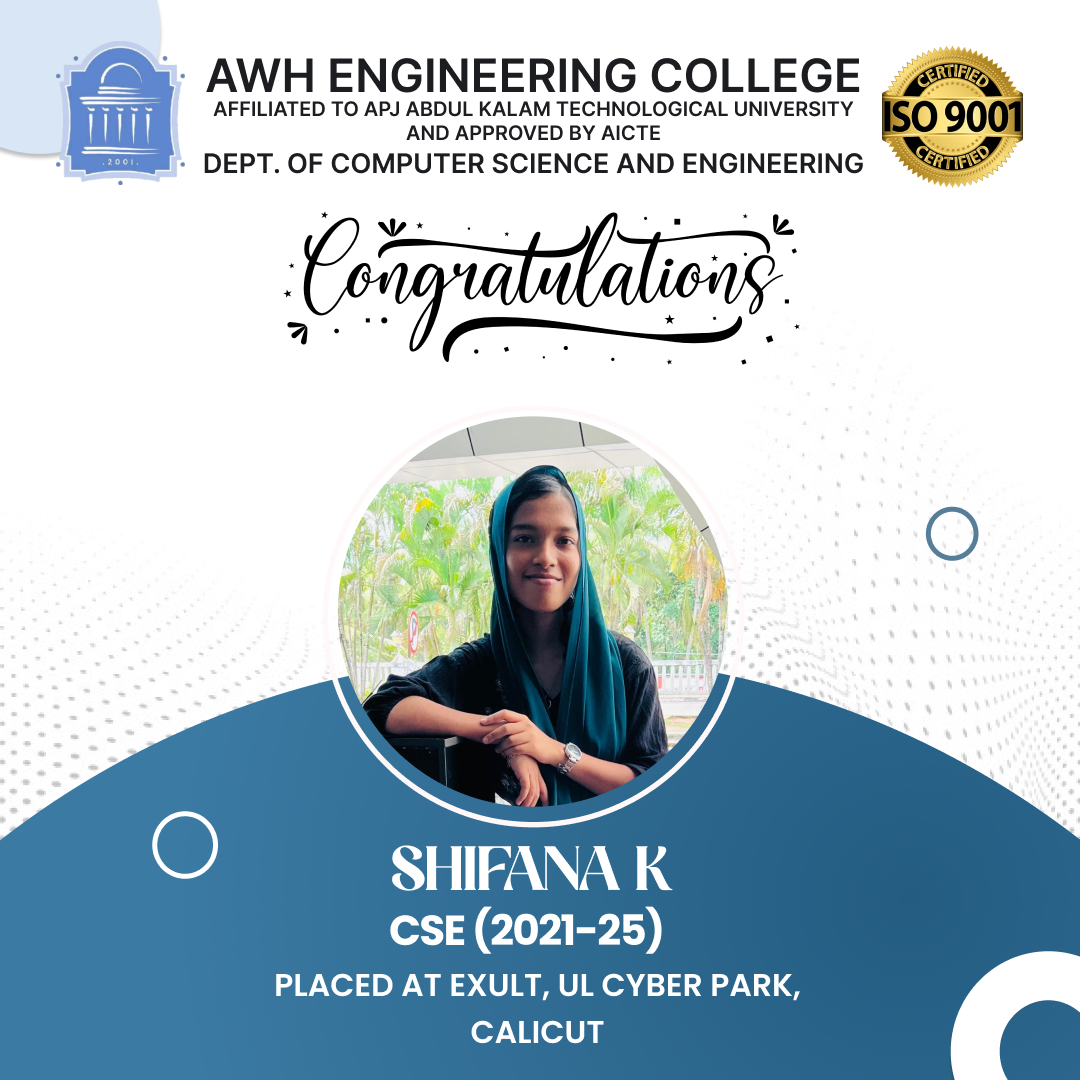 AWH ENGINEERING COLLEGE
AFFILIATED TO APJ ABDUL KALAM TECHNOLOGICAL UNIVERSITY
AND APPROVED BY AICTE
DEPT. OF COMPUTER SCIENCE AND ENGINEERING
.2001.
CERTIFIED
ISO 9001
CERTIFIED
Congratulations
SHIFANA K
CSE (2021-25)
PLACED AT EXULT, UL CYBER PARK,
CALICUT